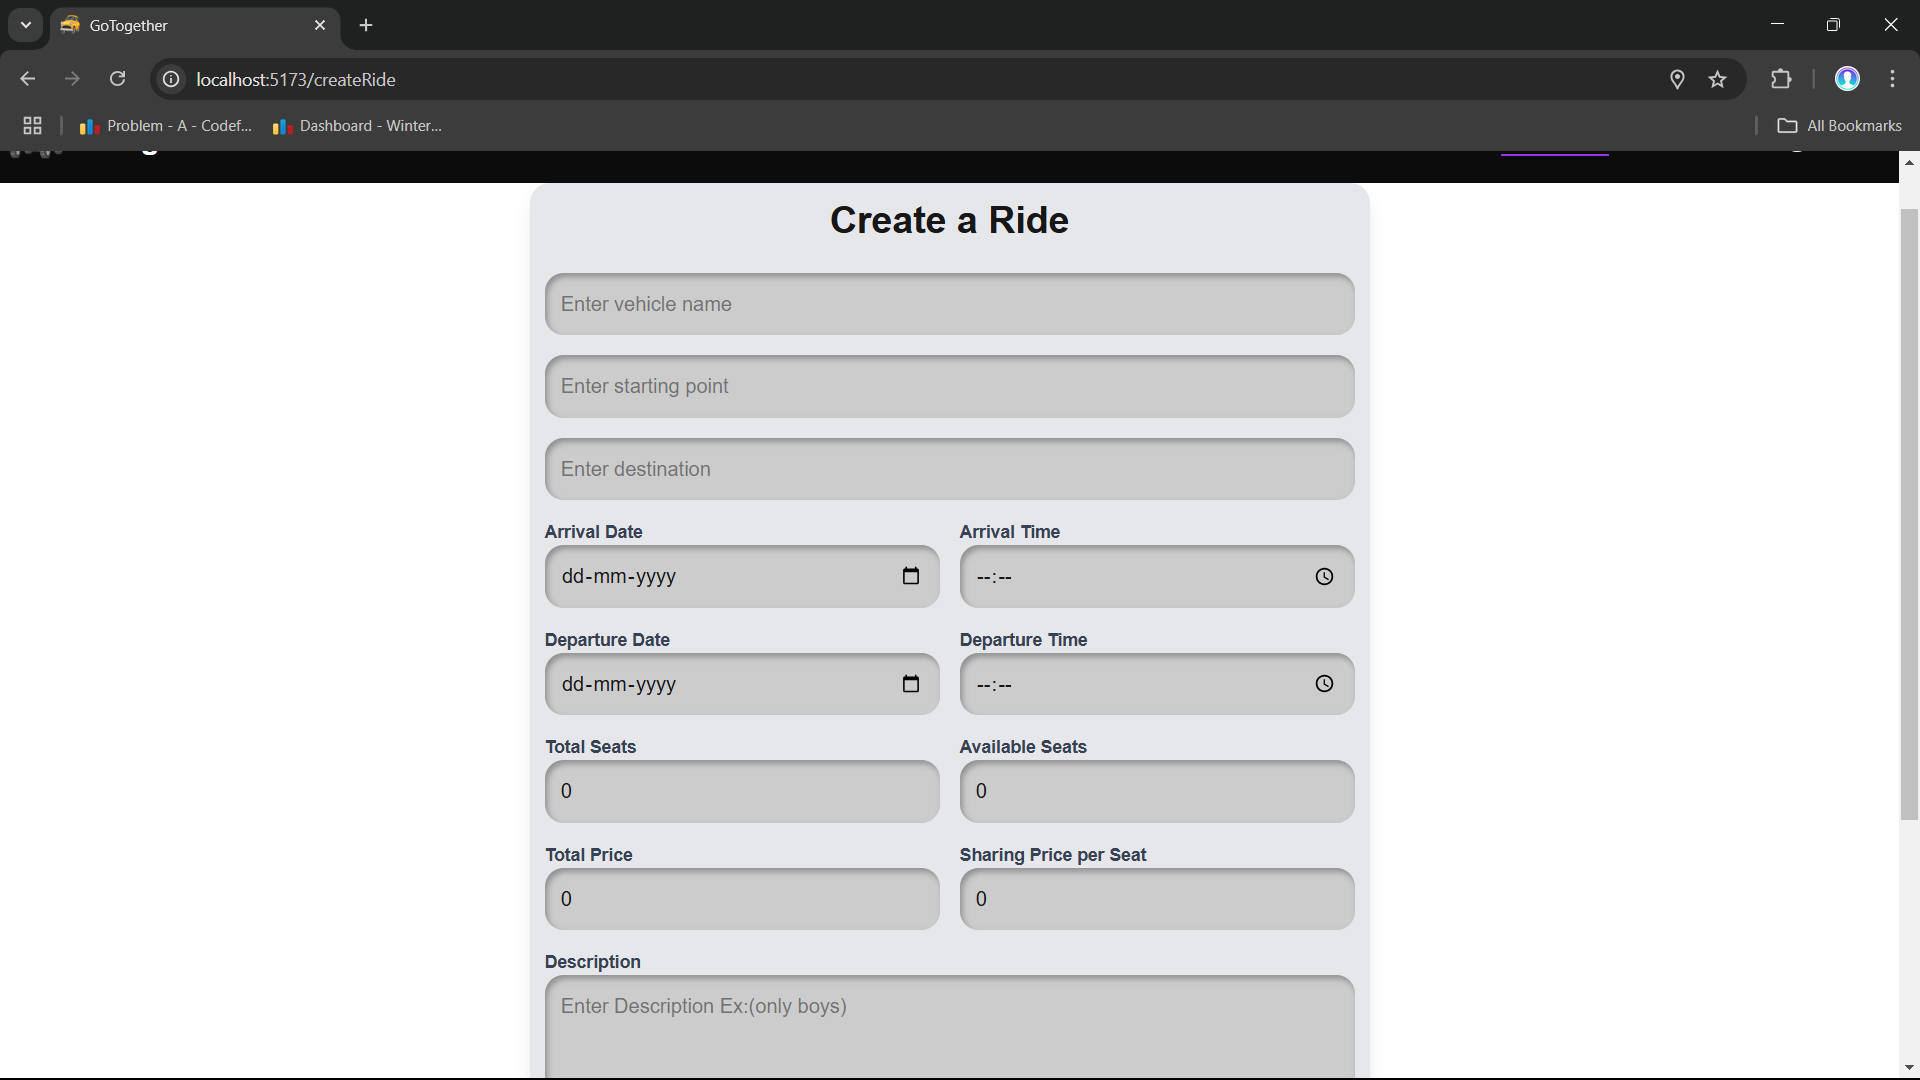 GoTogether
localhost:5173/createRide
Problem - A - Codef...
Dashboard - Winter...
All Bookmarks
Create a Ride
Enter vehicle name
Enter starting point
Enter destination
Arrival Date
Arrival Time
dd-mm-yyyy
--:--
Departure Date
Departure Time
dd-mm-yyyy
--:--
Total Seats
Available Seats
0
0
Total Price
Sharing Price per Seat
0
0
Description
Enter Description Ex:(only boys)